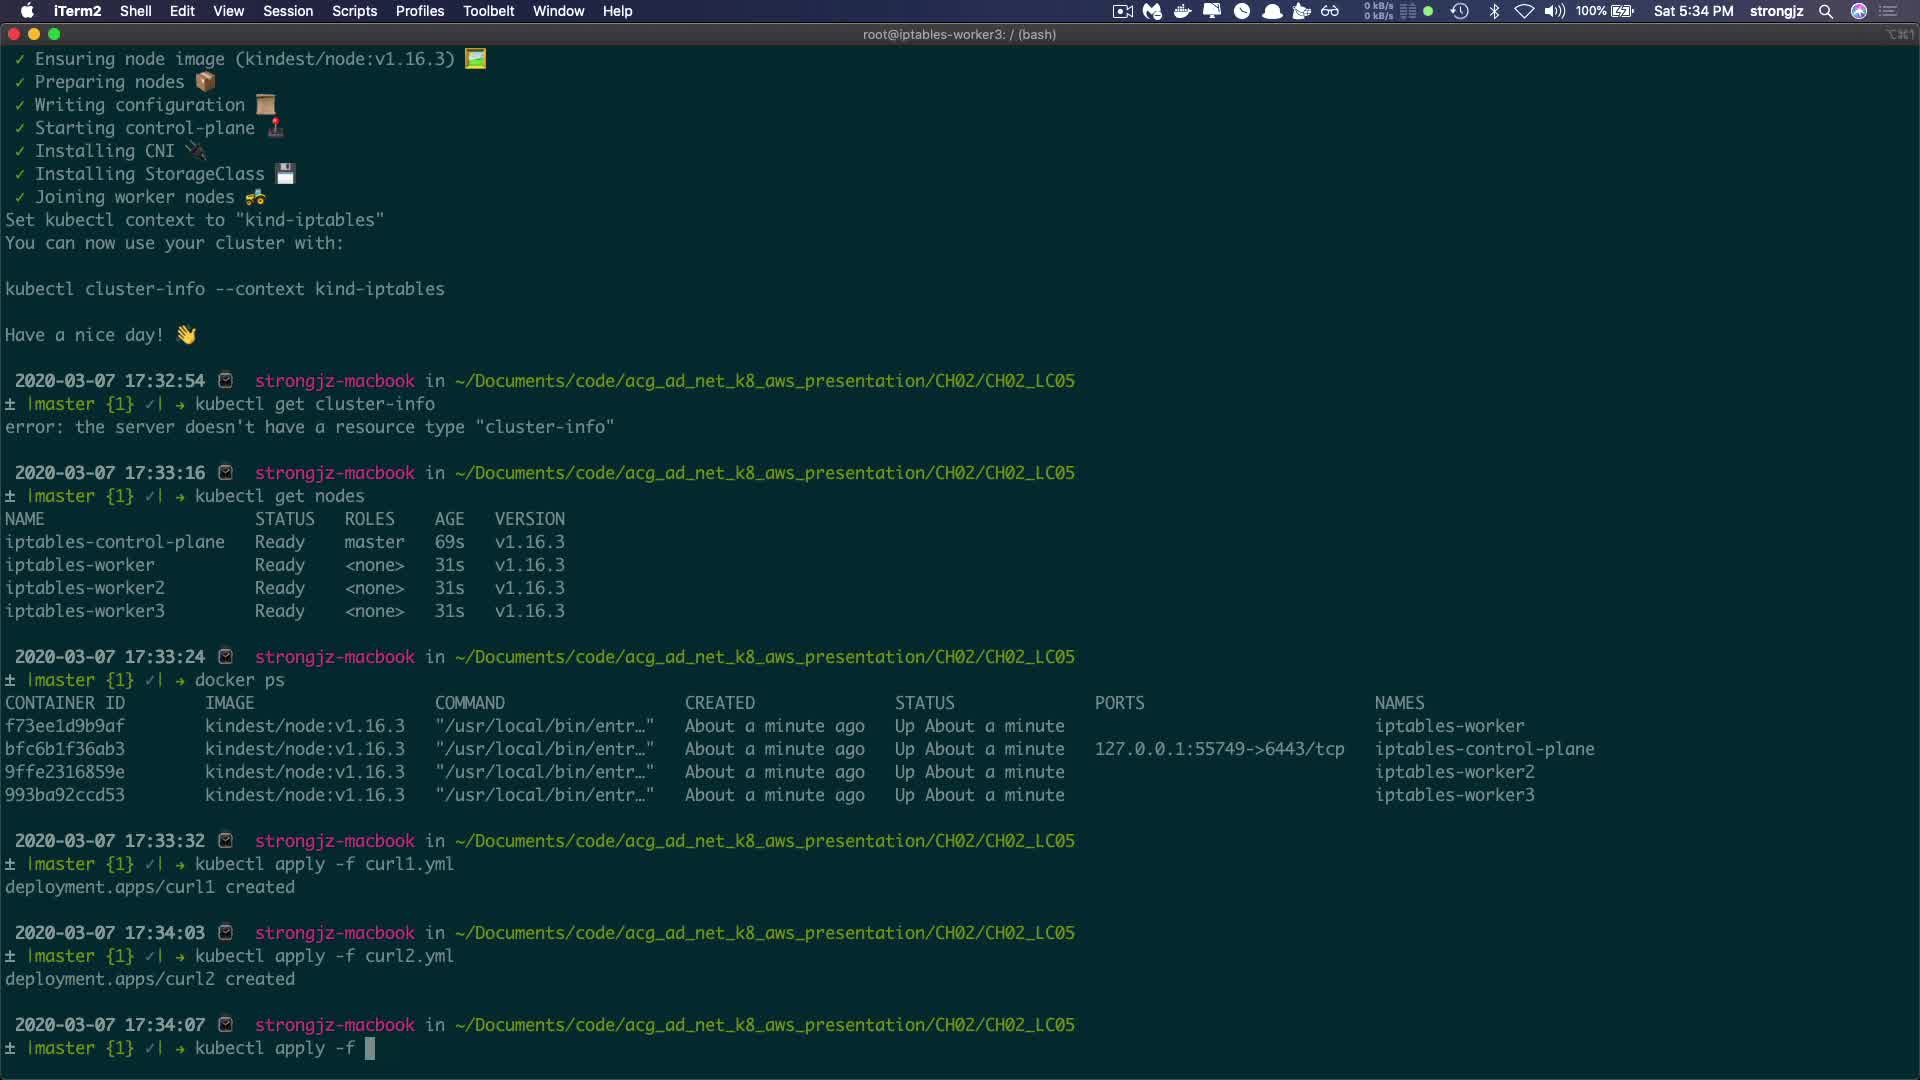 iTerm2 Shell Edit View Session Scripts Profiles Toolbelt Window Help 0 kB/s 0 kB/s 100% Sat 5:34 PM strongjz
root@iptables-worker3: / (bash) ⌥⌘1
✓ Ensuring node image (kindest/node:v1.16.3) 🖼
✓ Preparing nodes 📦
✓ Writing configuration 📜
✓ Starting control-plane 🕹
✓ Installing CNI 🔌
✓ Installing StorageClass 💾
✓ Joining worker nodes 🚜
Set kubectl context to "kind-iptables"
You can now use your cluster with:
kubectl cluster-info --context kind-iptables
Have a nice day! 👋
2020-03-07 17:32:54 ⌚ strongjz-macbook in ~/Documents/code/acg_ad_net_k8_aws_presentation/CH02/CH02_LC05
± |master {1} ✓| → kubectl get cluster-info
error: the server doesn't have a resource type "cluster-info"
2020-03-07 17:33:16 ⌚ strongjz-macbook in ~/Documents/code/acg_ad_net_k8_aws_presentation/CH02/CH02_LC05
± |master {1} ✓| → kubectl get nodes
NAME STATUS ROLES AGE VERSION
iptables-control-plane Ready master 69s v1.16.3
iptables-worker Ready <none> 31s v1.16.3
iptables-worker2 Ready <none> 31s v1.16.3
iptables-worker3 Ready <none> 31s v1.16.3
2020-03-07 17:33:24 ⌚ strongjz-macbook in ~/Documents/code/acg_ad_net_k8_aws_presentation/CH02/CH02_LC05
± |master {1} ✓| → docker ps
CONTAINER ID IMAGE COMMAND CREATED STATUS PORTS NAMES
f73ee1d9b9af kindest/node:v1.16.3 "/usr/local/bin/entr…" About a minute ago Up About a minute iptables-worker
bfc6b1f36ab3 kindest/node:v1.16.3 "/usr/local/bin/entr…" About a minute ago Up About a minute 127.0.0.1:55749->6443/tcp iptables-control-plane
9ffe2316859e kindest/node:v1.16.3 "/usr/local/bin/entr…" About a minute ago Up About a minute iptables-worker2
993ba92ccd53 kindest/node:v1.16.3 "/usr/local/bin/entr…" About a minute ago Up About a minute iptables-worker3
2020-03-07 17:33:32 ⌚ strongjz-macbook in ~/Documents/code/acg_ad_net_k8_aws_presentation/CH02/CH02_LC05
± |master {1} ✓| → kubectl apply -f curl1.yml
deployment.apps/curl1 created
2020-03-07 17:34:03 ⌚ strongjz-macbook in ~/Documents/code/acg_ad_net_k8_aws_presentation/CH02/CH02_LC05
± |master {1} ✓| → kubectl apply -f curl2.yml
deployment.apps/curl2 created
2020-03-07 17:34:07 ⌚ strongjz-macbook in ~/Documents/code/acg_ad_net_k8_aws_presentation/CH02/CH02_LC05
± |master {1} ✓| → kubectl apply -f